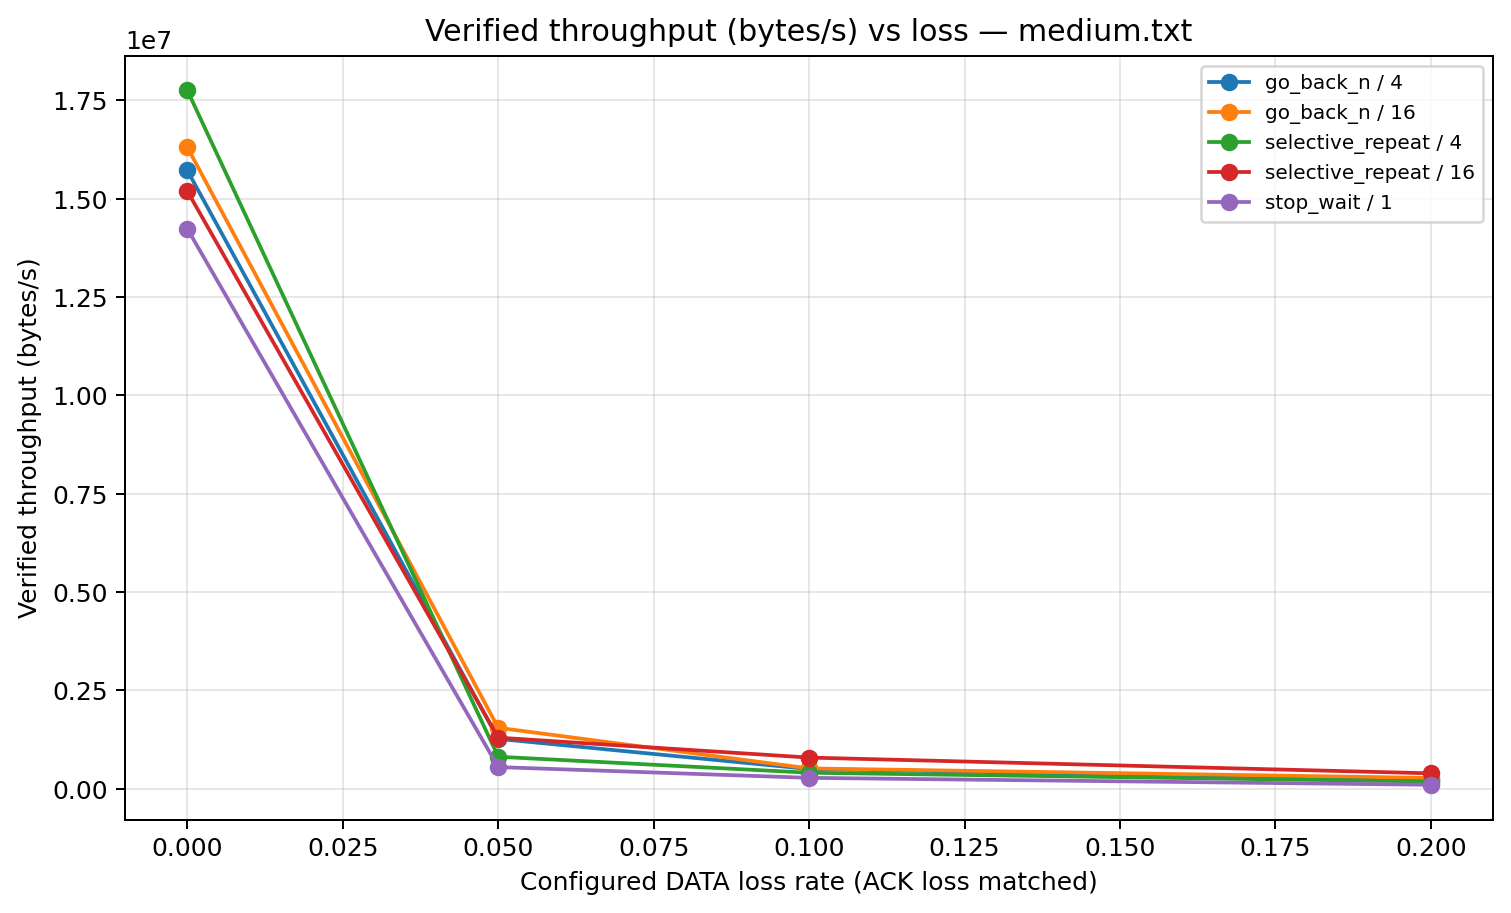 Verified throughput (bytes/s) vs loss — medium.txt
1e7
go_back_n / 4
go_back_n / 16
selective_repeat / 4
selective_repeat / 16
stop_wait / 1
Verified throughput (bytes/s)
1.75
1.50
1.25
1.00
0.75
0.50
0.25
0.00
0.000 0.025 0.050 0.075 0.100 0.125 0.150 0.175 0.200
Configured DATA loss rate (ACK loss matched)